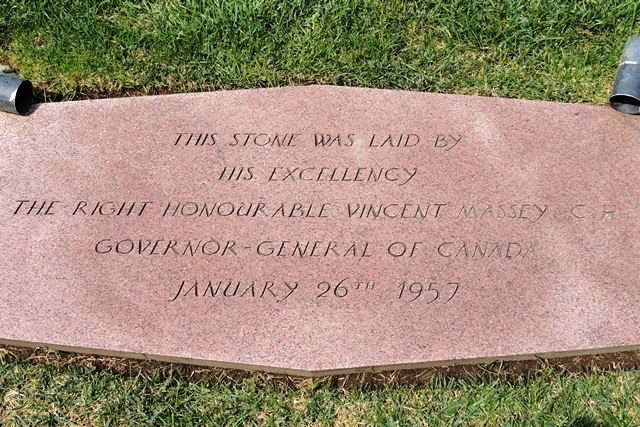 THIS STONE WAS LAID BY
HIS EXCELLENCY
THE RIGHT HONOURABLE VINCENT MASSEY C.H.
GOVERNOR-GENERAL OF CANADA
JANUARY 26TH 1957